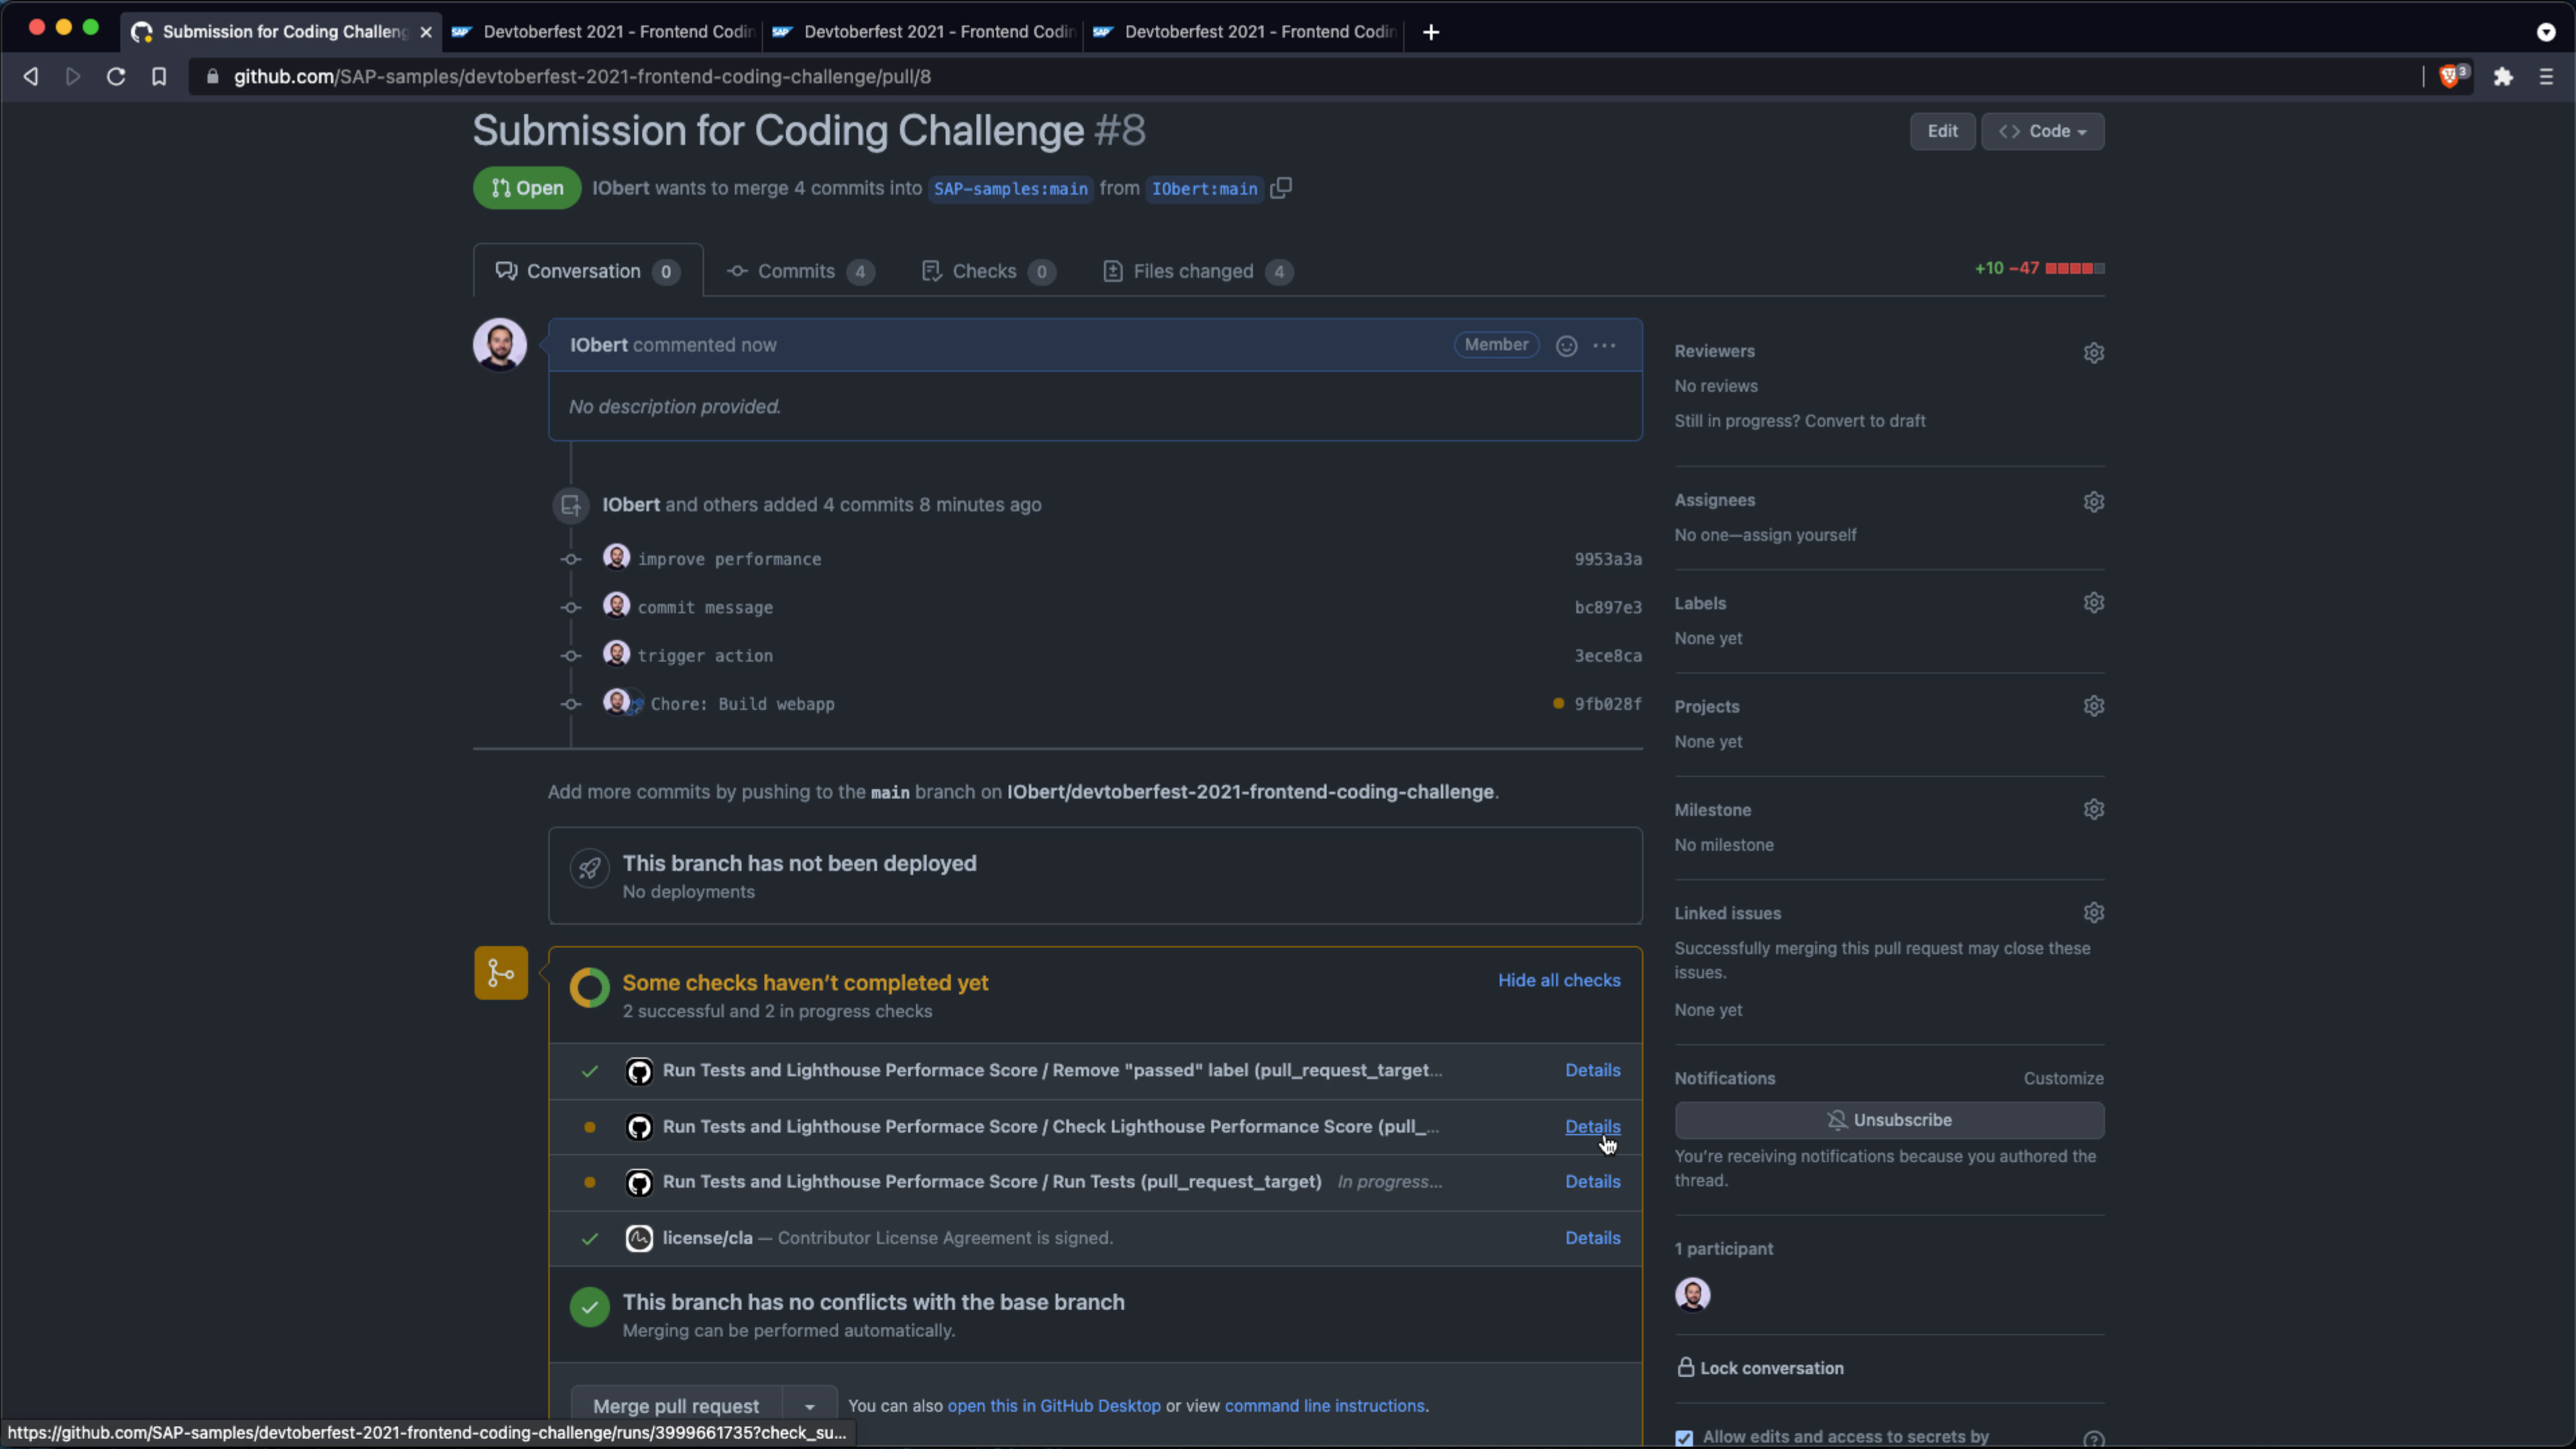 Submission for Coding Challeng
Devtoberfest 2021 - Frontend Codin
Devtoberfest 2021 - Frontend Codin
Devtoberfest 2021 - Frontend Codin
github.com/SAP-samples/devtoberfest-2021-frontend-coding-challenge/pull/8
3
Submission for Coding Challenge #8
Edit
Code
Open
IObert wants to merge 4 commits into SAP-samples:main from IObert:main
Conversation 0
Commits 4
Checks 0
Files changed 4
+10 −47
IObert commented now
Member
No description provided.
IObert and others added 4 commits 8 minutes ago
improve performance 9953a3a
commit message bc897e3
trigger action 3ece8ca
Chore: Build webapp 9fb028f
Add more commits by pushing to the main branch on IObert/devtoberfest-2021-frontend-coding-challenge.
This branch has not been deployed
No deployments
Some checks haven't completed yet
Hide all checks
2 successful and 2 in progress checks
Run Tests and Lighthouse Performace Score / Remove "passed" label (pull_request_target... Details
Run Tests and Lighthouse Performace Score / Check Lighthouse Performance Score (pull_... Details
Run Tests and Lighthouse Performace Score / Run Tests (pull_request_target) In progress... Details
license/cla — Contributor License Agreement is signed. Details
This branch has no conflicts with the base branch
Merging can be performed automatically.
Merge pull request
You can also open this in GitHub Desktop or view command line instructions.
Reviewers
No reviews
Still in progress? Convert to draft
Assignees
No one—assign yourself
Labels
None yet
Projects
None yet
Milestone
No milestone
Linked issues
Successfully merging this pull request may close these
issues.
None yet
Notifications
Customize
Unsubscribe
You're receiving notifications because you authored the
thread.
1 participant
Lock conversation
Allow edits and access to secrets by
https://github.com/SAP-samples/devtoberfest-2021-frontend-coding-challenge/runs/3999661735?check_su...